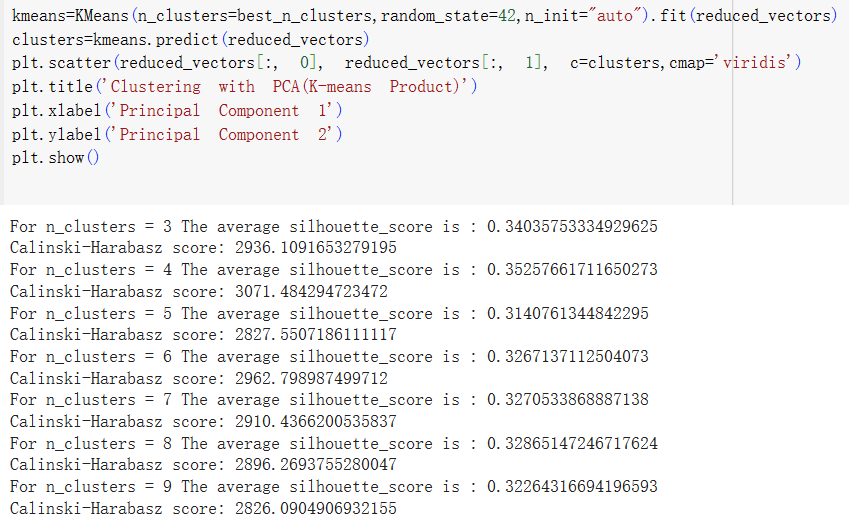 kmeans=KMeans(n_clusters=best_n_clusters,random_state=42,n_init="auto").fit(reduced_vectors)
clusters=kmeans.predict(reduced_vectors)
plt.scatter(reduced_vectors[:, 0], reduced_vectors[:, 1], c=clusters,cmap='viridis')
plt.title('Clustering with PCA(K-means Product)')
plt.xlabel('Principal Component 1')
plt.ylabel('Principal Component 2')
plt.show()
For n_clusters = 3 The average silhouette_score is : 0.34035753334929625
Calinski-Harabasz score: 2936.1091653279195
For n_clusters = 4 The average silhouette_score is : 0.35257661711650273
Calinski-Harabasz score: 3071.484294723472
For n_clusters = 5 The average silhouette_score is : 0.3140761344842295
Calinski-Harabasz score: 2827.5507186111117
For n_clusters = 6 The average silhouette_score is : 0.3267137112504073
Calinski-Harabasz score: 2962.798987499712
For n_clusters = 7 The average silhouette_score is : 0.3270533868887138
Calinski-Harabasz score: 2910.4366200535837
For n_clusters = 8 The average silhouette_score is : 0.32865147246717624
Calinski-Harabasz score: 2896.2693755280047
For n_clusters = 9 The average silhouette_score is : 0.32264316694196593
Calinski-Harabasz score: 2826.0904906932155